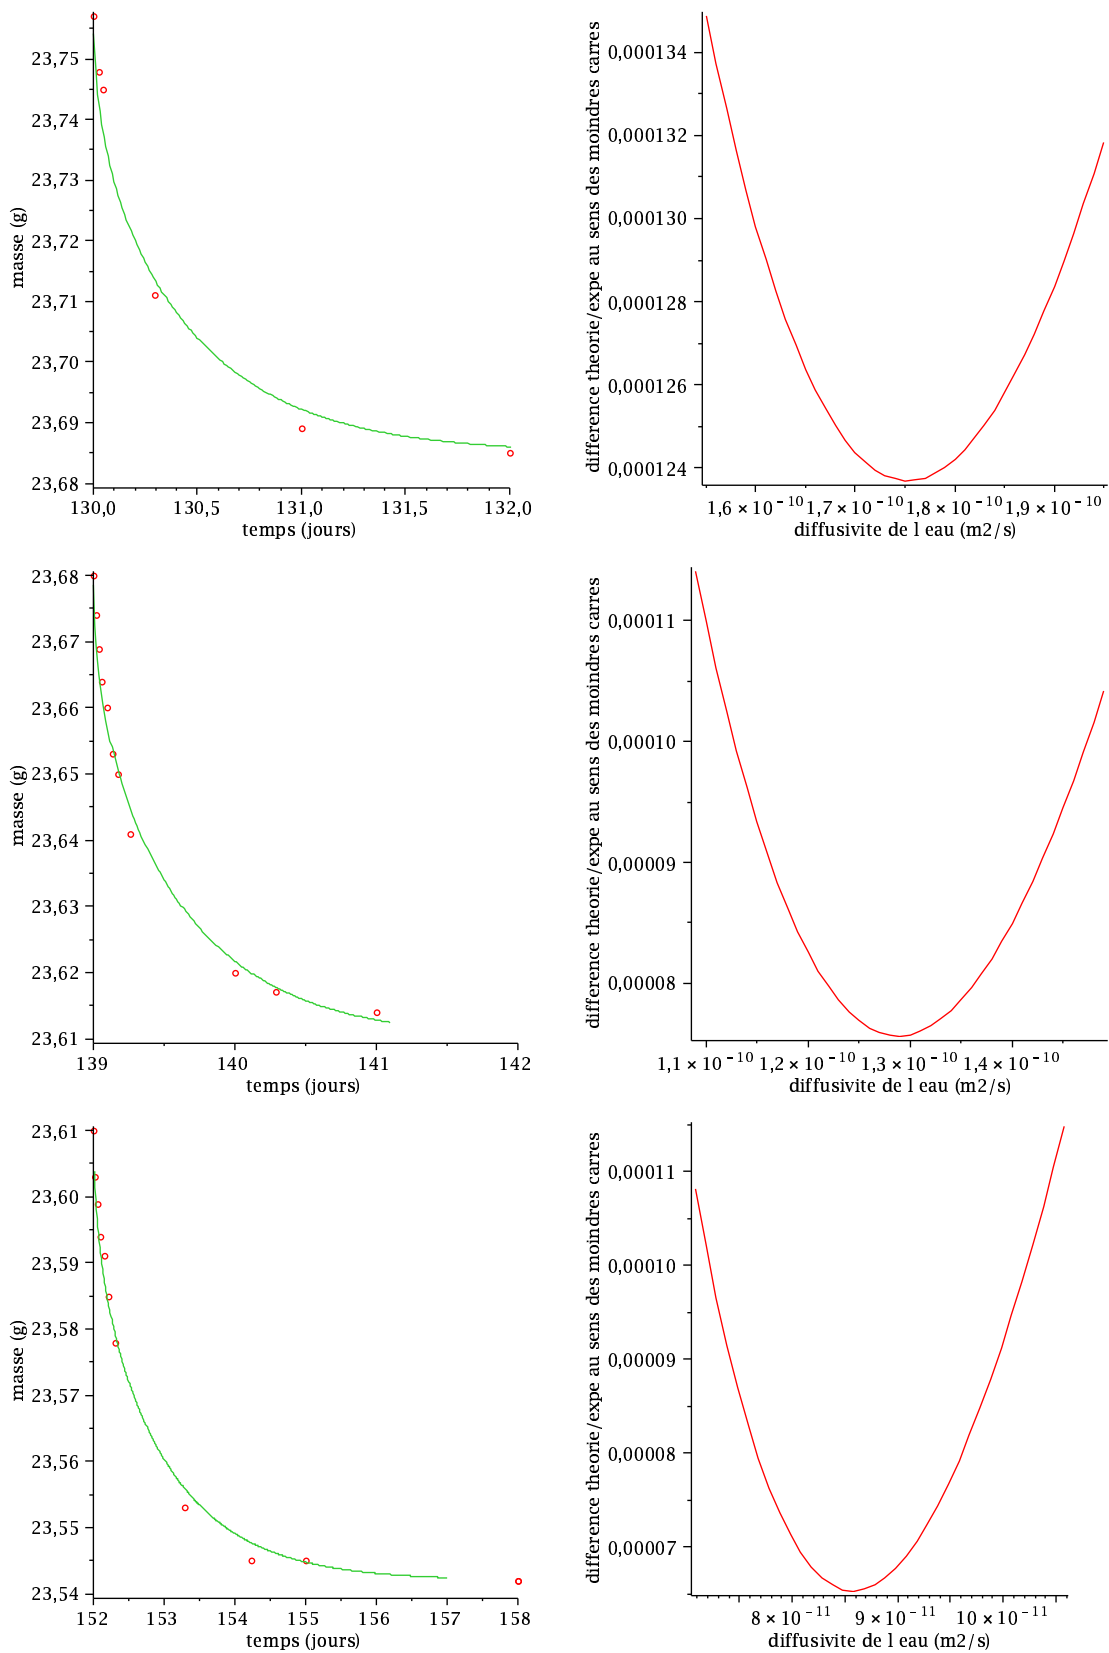 masse (g)
23,75
23,74
23,73
23,72
23,71
23,70
23,69
23,68
130,0 130,5 131,0 131,5 132,0
temps (jours)
difference theorie/expe au sens des moindres carres
0,000134
0,000132
0,000130
0,000128
0,000126
0,000124
1,6 × 10⁻¹⁰ 1,7 × 10⁻¹⁰ 1,8 × 10⁻¹⁰ 1,9 × 10⁻¹⁰
diffusivite de l eau (m2/s)
masse (g)
23,68
23,67
23,66
23,65
23,64
23,63
23,62
23,61
139 140 141 142
temps (jours)
difference theorie/expe au sens des moindres carres
0,00011
0,00010
0,00009
0,00008
1,1 × 10⁻¹⁰ 1,2 × 10⁻¹⁰ 1,3 × 10⁻¹⁰ 1,4 × 10⁻¹⁰
diffusivite de l eau (m2/s)
masse (g)
23,61
23,60
23,59
23,58
23,57
23,56
23,55
23,54
152 153 154 155 156 157 158
temps (jours)
difference theorie/expe au sens des moindres carres
0,00011
0,00010
0,00009
0,00008
0,00007
8 × 10⁻¹¹ 9 × 10⁻¹¹ 10 × 10⁻¹¹
diffusivite de l eau (m2/s)